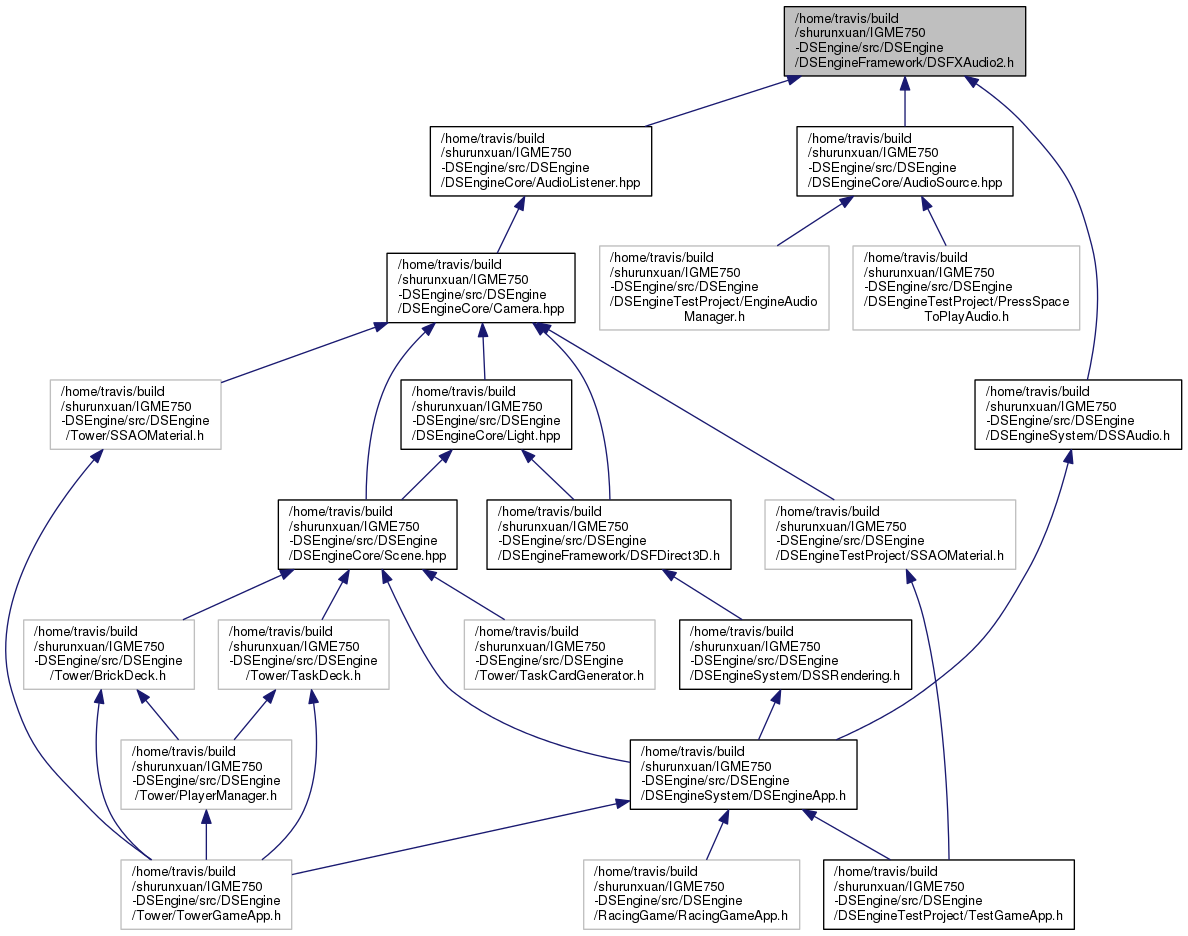 /home/travis/build
/shurunxuan/IGME750
-DSEngine/src/DSEngine
/DSEngineFramework/DSFXAudio2.h
/home/travis/build
/shurunxuan/IGME750
-DSEngine/src/DSEngine
/DSEngineCore/AudioListener.hpp
/home/travis/build
/shurunxuan/IGME750
-DSEngine/src/DSEngine
/DSEngineCore/AudioSource.hpp
/home/travis/build
/shurunxuan/IGME750
-DSEngine/src/DSEngine
/DSEngineCore/Camera.hpp
/home/travis/build
/shurunxuan/IGME750
-DSEngine/src/DSEngine
/DSEngineTestProject/EngineAudio
Manager.h
/home/travis/build
/shurunxuan/IGME750
-DSEngine/src/DSEngine
/DSEngineTestProject/PressSpace
ToPlayAudio.h
/home/travis/build
/shurunxuan/IGME750
-DSEngine/src/DSEngine
/Tower/SSAOMaterial.h
/home/travis/build
/shurunxuan/IGME750
-DSEngine/src/DSEngine
/DSEngineCore/Light.hpp
/home/travis/build
/shurunxuan/IGME750
-DSEngine/src/DSEngine
/DSEngineSystem/DSSAudio.h
/home/travis/build
/shurunxuan/IGME750
-DSEngine/src/DSEngine
/DSEngineCore/Scene.hpp
/home/travis/build
/shurunxuan/IGME750
-DSEngine/src/DSEngine
/DSEngineFramework/DSFDirect3D.h
/home/travis/build
/shurunxuan/IGME750
-DSEngine/src/DSEngine
/DSEngineTestProject/SSAOMaterial.h
/home/travis/build
/shurunxuan/IGME750
-DSEngine/src/DSEngine
/Tower/BrickDeck.h
/home/travis/build
/shurunxuan/IGME750
-DSEngine/src/DSEngine
/Tower/TaskDeck.h
/home/travis/build
/shurunxuan/IGME750
-DSEngine/src/DSEngine
/Tower/TaskCardGenerator.h
/home/travis/build
/shurunxuan/IGME750
-DSEngine/src/DSEngine
/DSEngineSystem/DSSRendering.h
/home/travis/build
/shurunxuan/IGME750
-DSEngine/src/DSEngine
/Tower/PlayerManager.h
/home/travis/build
/shurunxuan/IGME750
-DSEngine/src/DSEngine
/DSEngineSystem/DSEngineApp.h
/home/travis/build
/shurunxuan/IGME750
-DSEngine/src/DSEngine
/Tower/TowerGameApp.h
/home/travis/build
/shurunxuan/IGME750
-DSEngine/src/DSEngine
/RacingGame/RacingGameApp.h
/home/travis/build
/shurunxuan/IGME750
-DSEngine/src/DSEngine
/DSEngineTestProject/TestGameApp.h